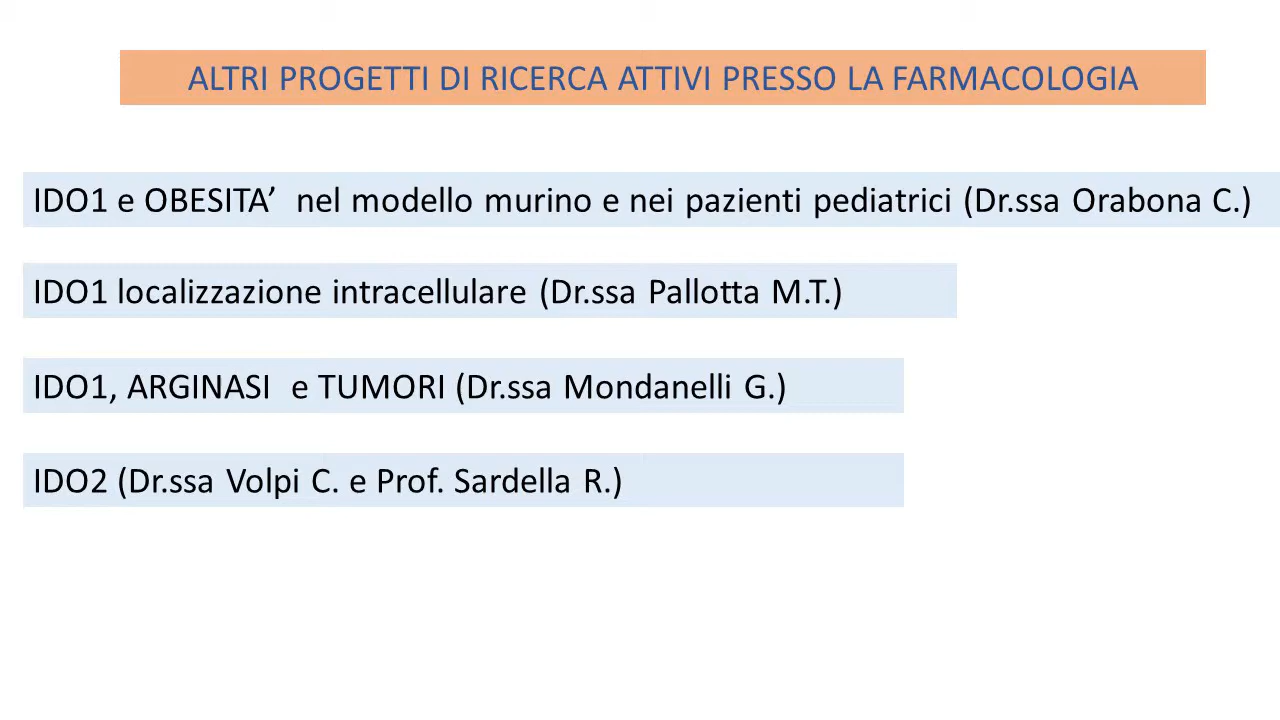 ALTRI PROGETTI DI RICERCA ATTIVI PRESSO LA FARMACOLOGIA
IDO1 e OBESITA’ nel modello murino e nei pazienti pediatrici (Dr.ssa Orabona C.)
IDO1 localizzazione intracellulare (Dr.ssa Pallotta M.T.)
IDO1, ARGINASI e TUMORI (Dr.ssa Mondanelli G.)
IDO2 (Dr.ssa Volpi C. e Prof. Sardella R.)